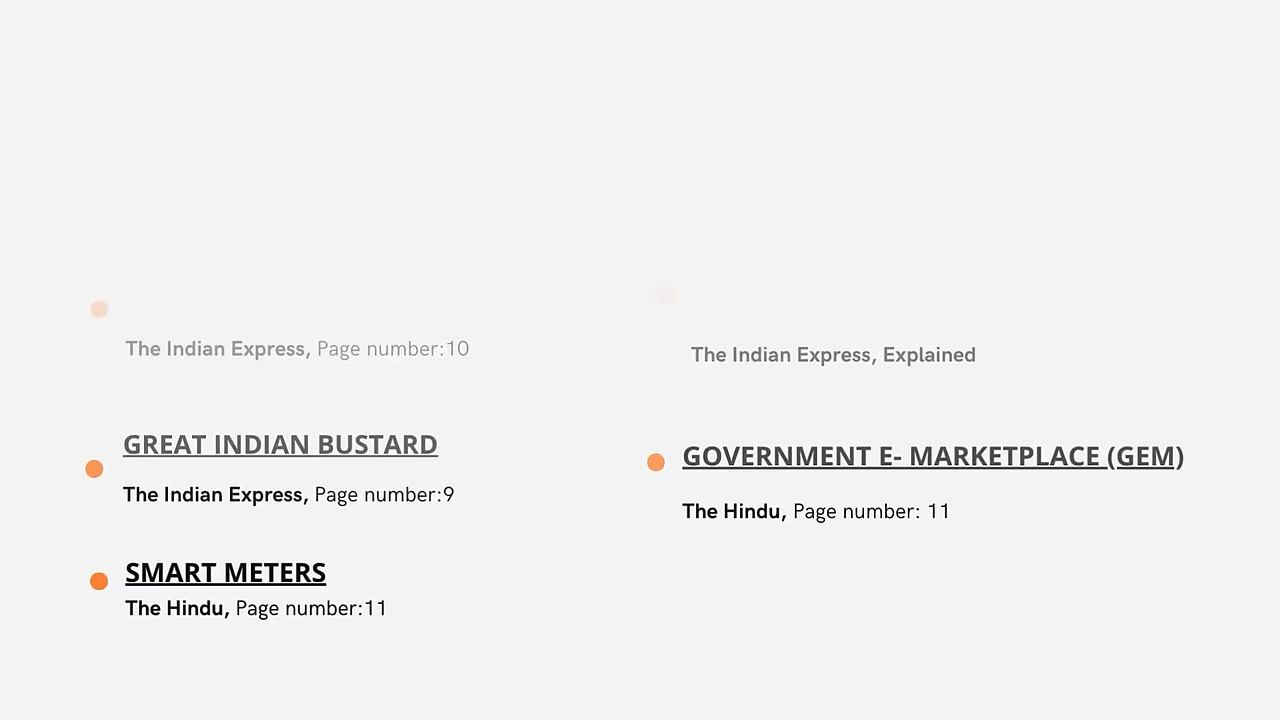 The Indian Express, Page number:10
GREAT INDIAN BUSTARD
The Indian Express, Page number:9
SMART METERS
The Hindu, Page number:11
The Indian Express, Explained
GOVERNMENT E- MARKETPLACE (GEM)
The Hindu, Page number: 11